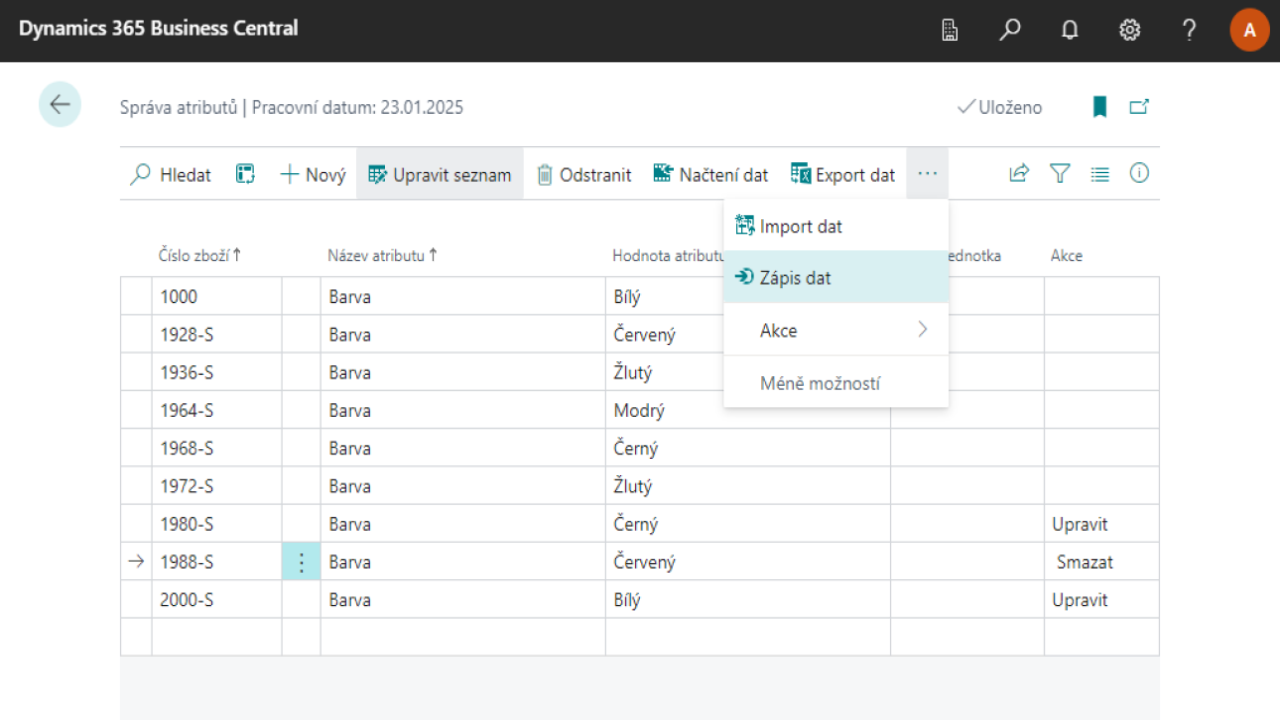 Dynamics 365 Business Central
A
Správa atributů | Pracovní datum: 23.01.2025
Uloženo
Hledat
Nový
Upravit seznam
Odstranit
Načtení dat
Export dat
Import dat
Zápis dat
Akce
Méně možností
Číslo zboží↑ Název atributu↑ Hodnota atributu Akce
1000 Barva Bílý
1928-S Barva Červený
1936-S Barva Žlutý
1964-S Barva Modrý
1968-S Barva Černý
1972-S Barva Žlutý
1980-S Barva Černý Upravit
1988-S Barva Červený Smazat
2000-S Barva Bílý Upravit